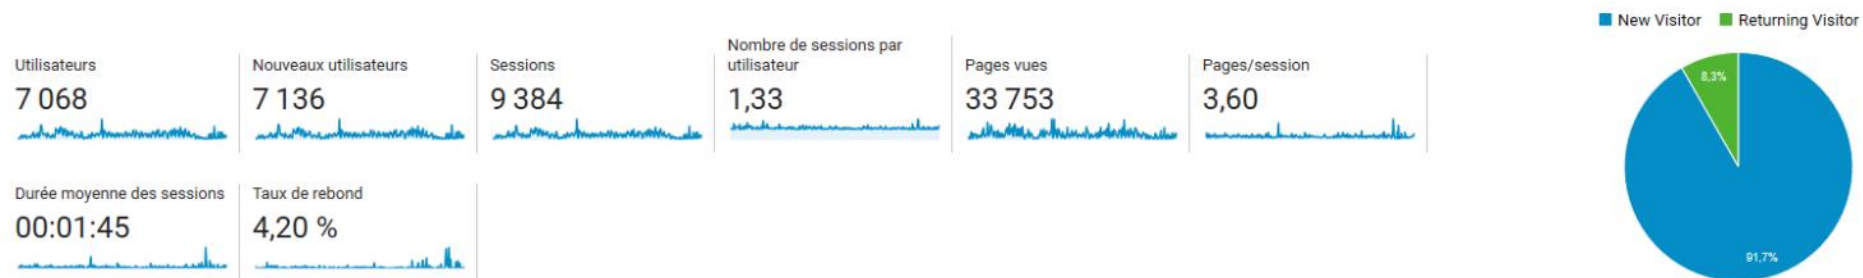 New Visitor
Returning Visitor
Utilisateurs
7 068
Nouveaux utilisateurs
7 136
Sessions
9 384
Nombre de sessions par
utilisateur
1,33
Pages vues
33 753
Pages/session
3,60
8,3%
91,7%
Durée moyenne des sessions
00:01:45
Taux de rebond
4,20 %